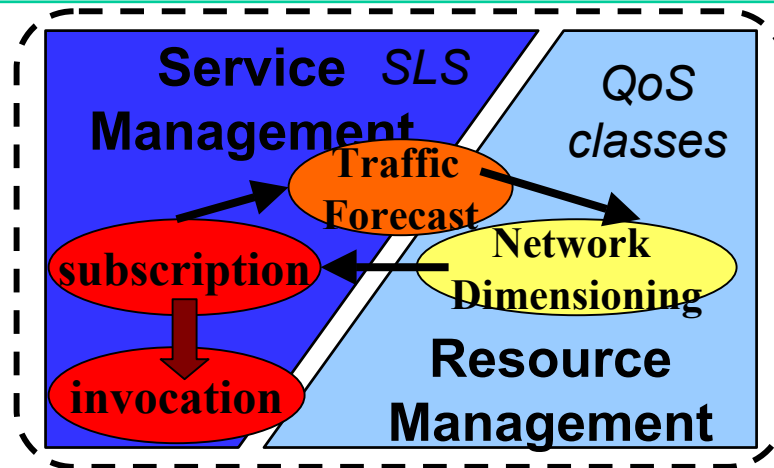 Service SLS
Management
QoS
classes
Traffic
Forecast
subscription
Network
Dimensioning
invocation
Resource
Management